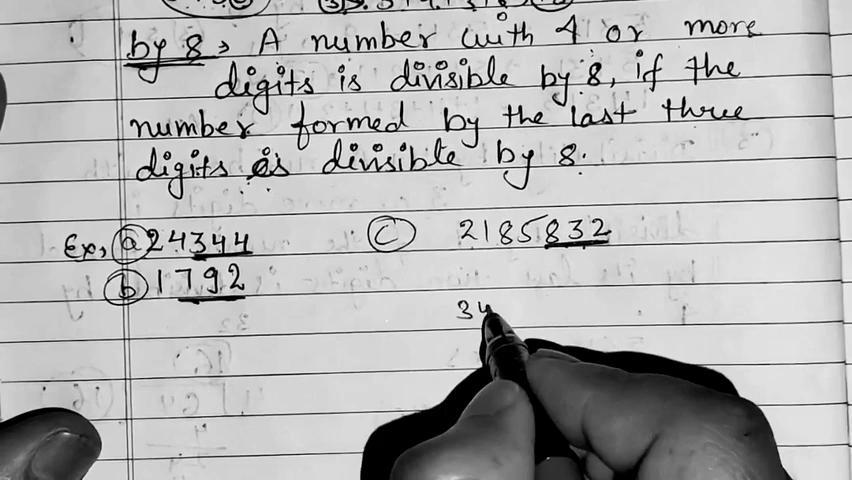 by 8 → A number with 4 or more
digits is divisible by 8, if the
number formed by the last three
digits is divisible by 8.
Ex, (a) 24344 (c) 2185832
(b) 1792
34